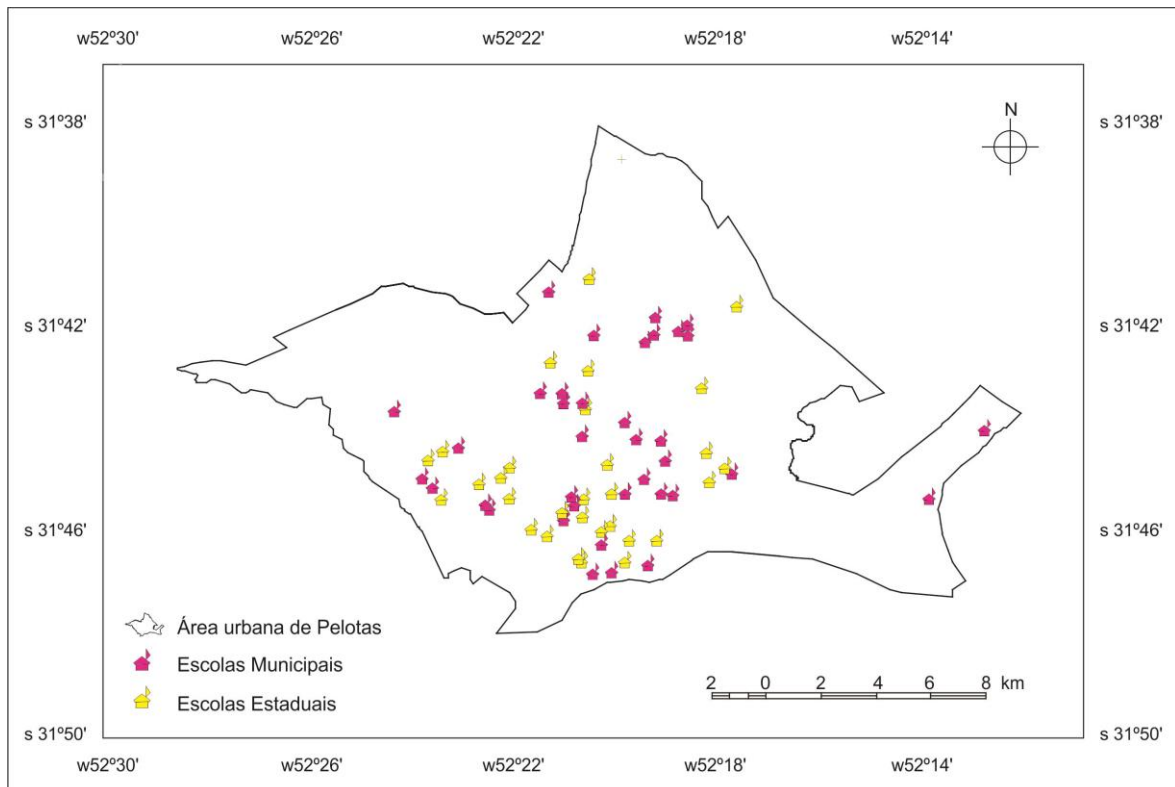 w52º30' w52º26' w52º22' w52º18' w52º14'
s 31º38' s 31º38'
N
s 31º42' s 31º42'
s 31º46' s 31º46'
Área urbana de Pelotas
Escolas Municipais
2 0 2 4 6 8 km
Escolas Estaduais
s 31º50' s 31º50'
w52º30' w52º26' w52º22' w52º18' w52º14'